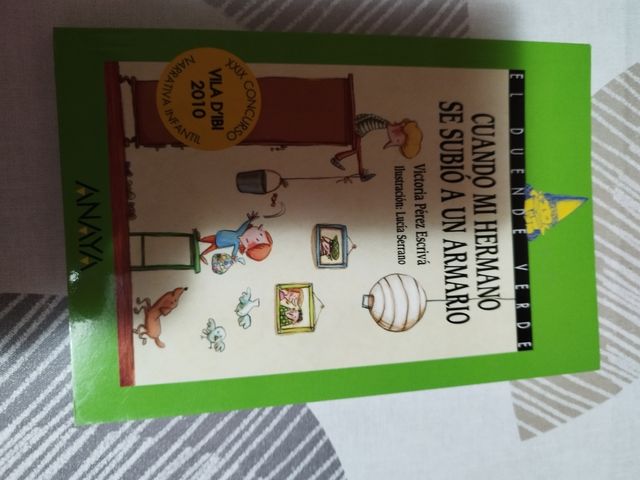 EL DUENDE VERDE
CUANDO MI HERMANO
SE SUBIÓ A UN ARMARIO
Victoria Pérez Escrivá
Ilustración: Lucía Serrano
XXIX CONCURSO
VILA D'IBI
2010
NARRATIVA INFANTIL
ANAYA